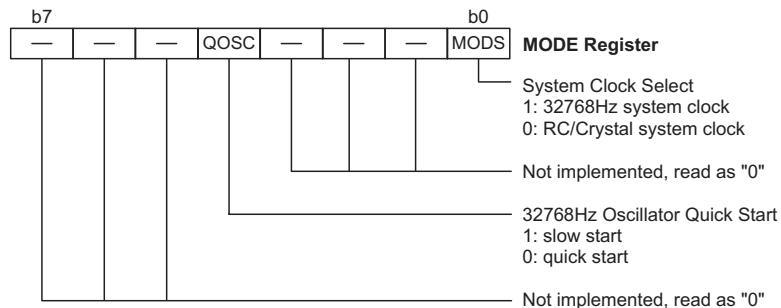 b7 b0
— — — QOSC — — — MODS MODE Register
System Clock Select
1: 32768Hz system clock
0: RC/Crystal system clock
Not implemented, read as "0"
32768Hz Oscillator Quick Start
1: slow start
0: quick start
Not implemented, read as "0"